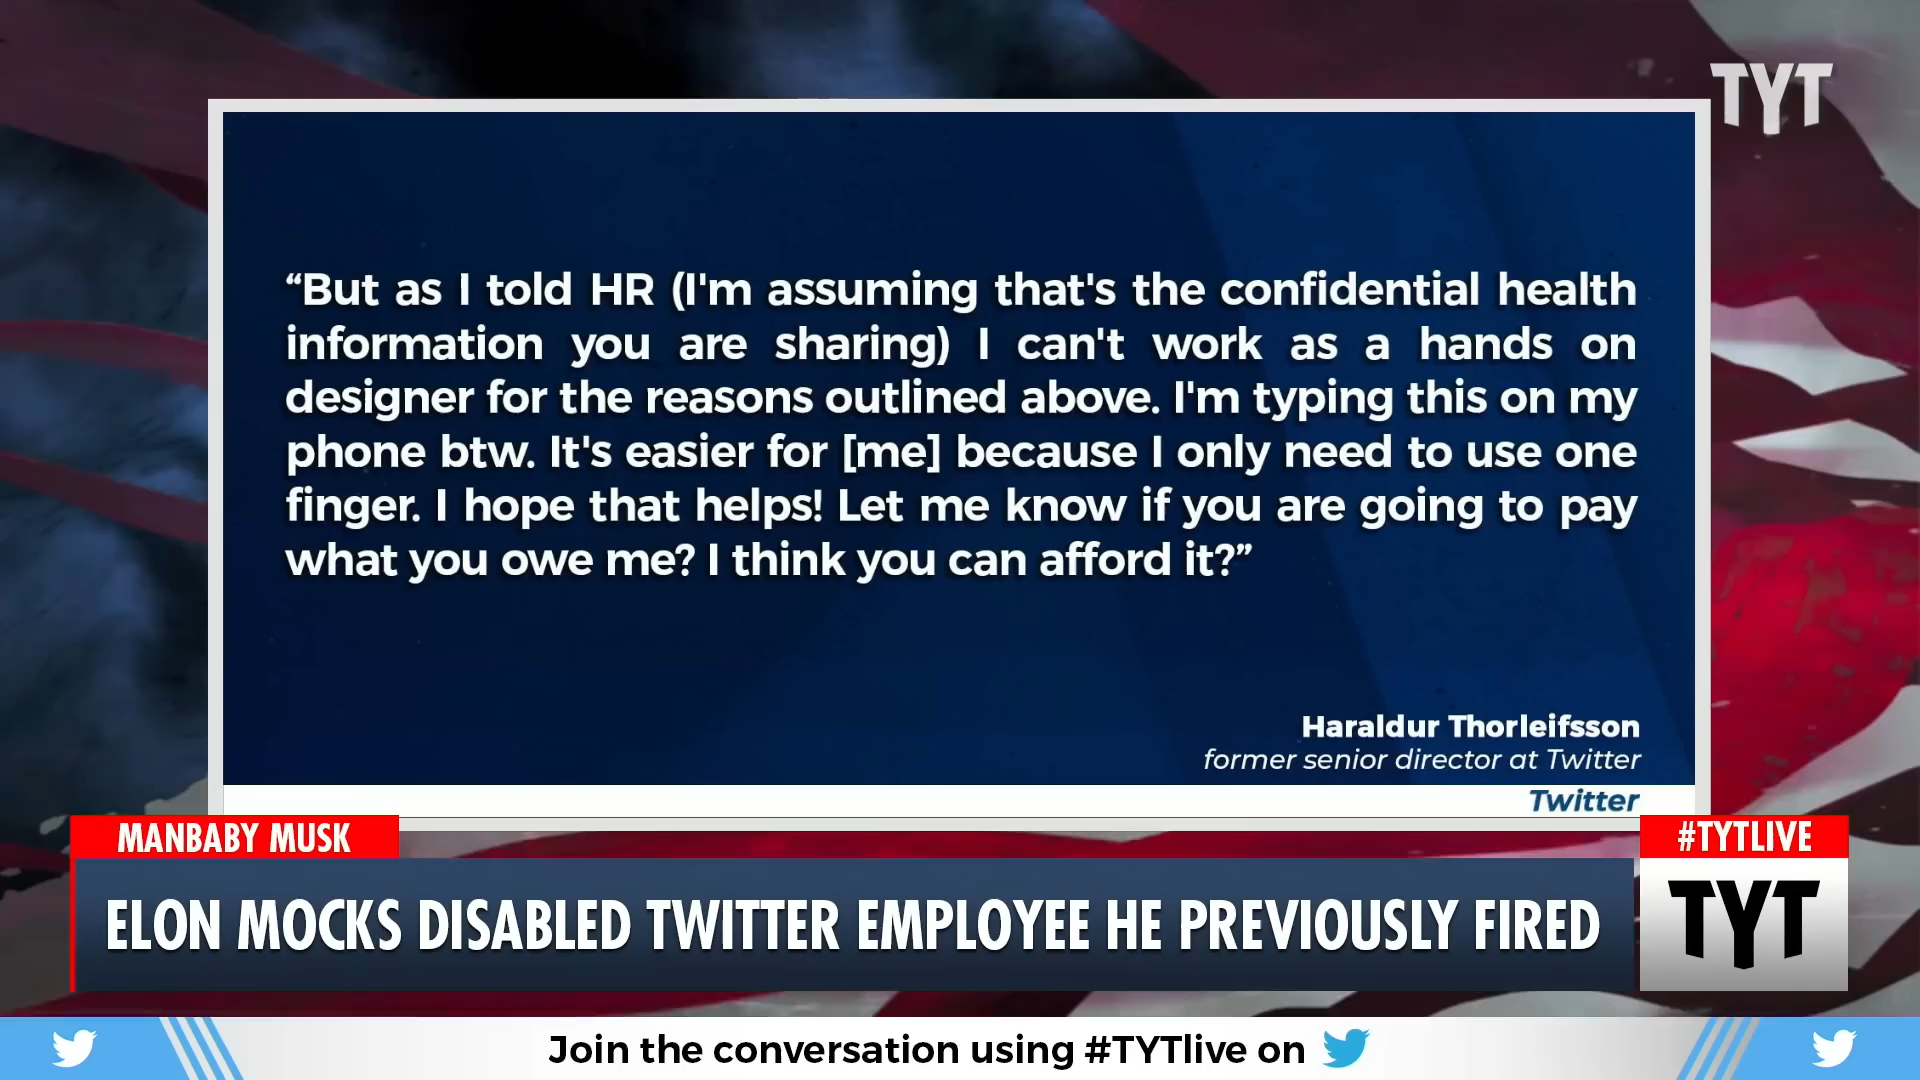 TYT
“But as I told HR (I'm assuming that's the confidential health
information you are sharing) I can't work as a hands on
designer for the reasons outlined above. I'm typing this on my
phone btw. It's easier for [me] because I only need to use one
finger. I hope that helps! Let me know if you are going to pay
what you owe me? I think you can afford it?”
Haraldur Thorleifsson
former senior director at Twitter
Twitter
MANBABY MUSK
#TYTLIVE
ELON MOCKS DISABLED TWITTER EMPLOYEE HE PREVIOUSLY FIRED
TYT
Join the conversation using #TYTlive on